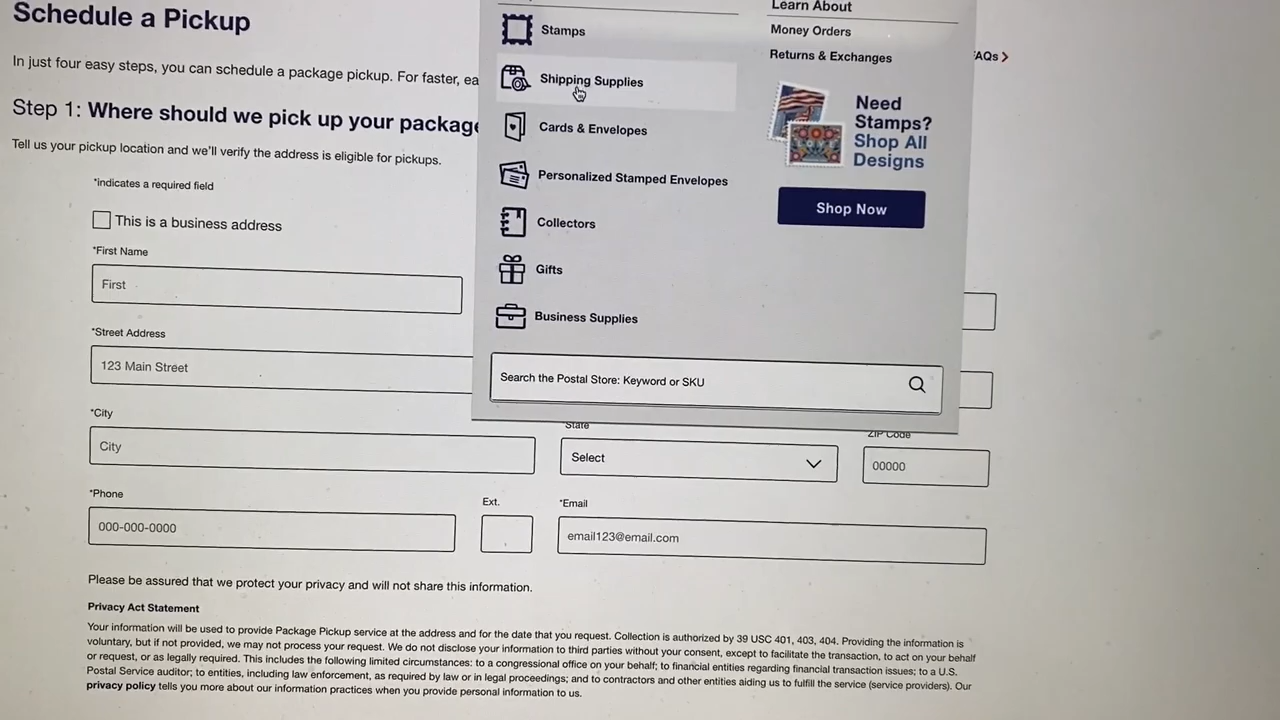 Schedule a Pickup
In just four easy steps, you can schedule a package pickup. For faster, ea
FAQs
Step 1: Where should we pick up your package
Tell us your pickup location and we'll verify the address is eligible for pickups.
*indicates a required field
This is a business address
*First Name
First
*Street Address
123 Main Street
*City
City
State
Select
ZIP Code
00000
*Phone
000-000-0000
Ext.
*Email
email123@email.com
Stamps
Shipping Supplies
Cards & Envelopes
Personalized Stamped Envelopes
Collectors
Gifts
Business Supplies
Search the Postal Store: Keyword or SKU
Learn About
Money Orders
Returns & Exchanges
LOVE
Need
Stamps?
Shop All
Designs
Shop Now
Please be assured that we protect your privacy and will not share this information.
Privacy Act Statement
Your information will be used to provide Package Pickup service at the address and for the date that you request. Collection is authorized by 39 USC 401, 403, 404. Providing the information is
voluntary, but if not provided, we may not process your request. We do not disclose your information to third parties without your consent, except to facilitate the transaction, to act on your behalf
or request, or as legally required. This includes the following limited circumstances: to a congressional office on your behalf; to financial entities regarding financial transaction issues; to a U.S.
Postal Service auditor; to entities, including law enforcement, as required by law or in legal proceedings; and to contractors and other entities aiding us to fulfill the service (service providers). Our
privacy policy tells you more about our information practices when you provide personal information to us.